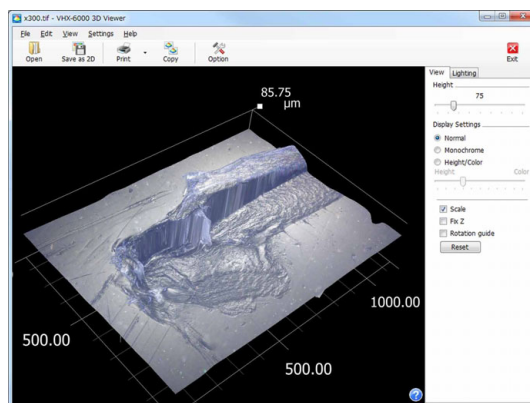 x300.tif - VHX-6000 3D Viewer
File Edit View Settings Help
Open Save as 2D Print Copy Option Exit
85.75
μm
500.00
500.00
1000.00
View Lighting
Height
75
Display Settings
Normal
Monochrome
Height/Color
Height Color
Scale
Fix Z
Rotation guide
Reset
?